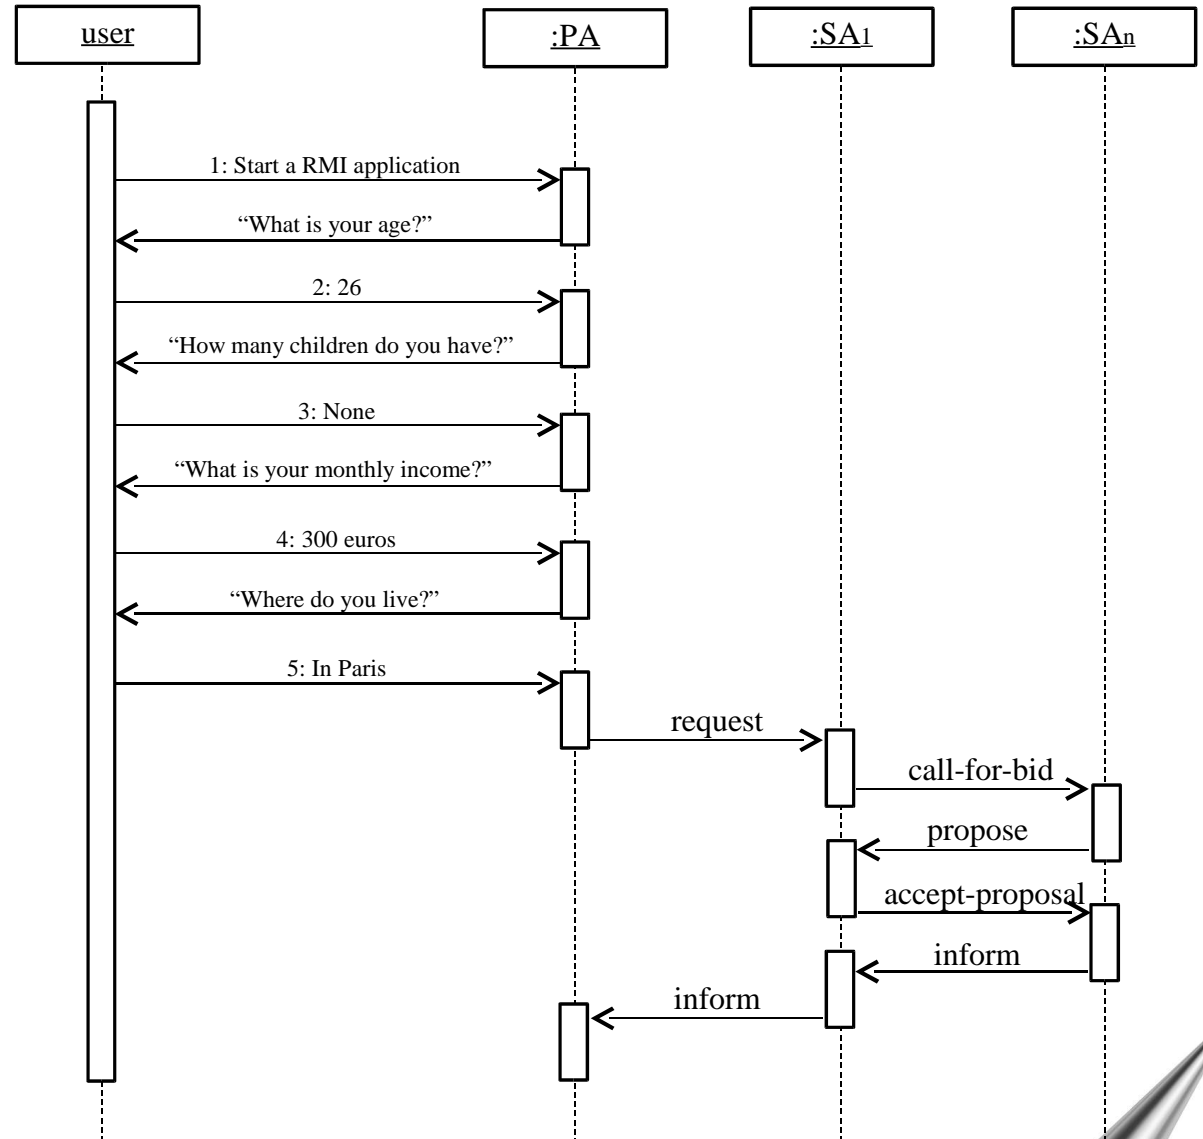 user :PA :SA1 :SAn
1: Start a RMI application
“What is your age?”
2: 26
“How many children do you have?”
3: None
“What is your monthly income?”
4: 300 euros
“Where do you live?”
5: In Paris
request
call-for-bid
propose
accept-proposal
inform
inform